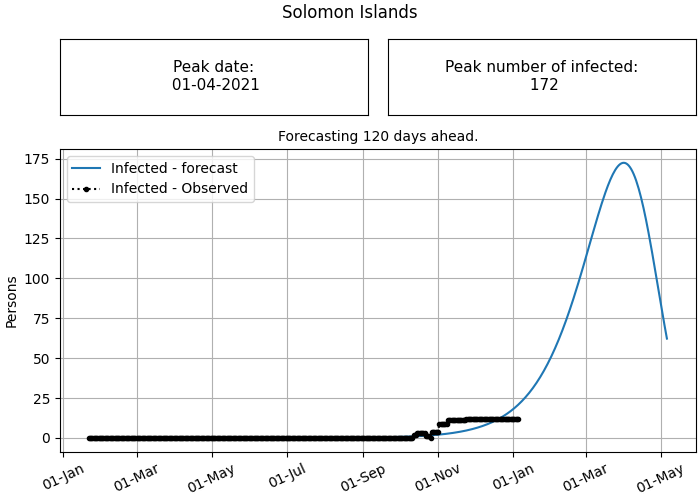 Solomon Islands
Peak date:
01-04-2021
Peak number of infected:
172
Forecasting 120 days ahead.
Infected - forecast
Infected - Observed
Persons
175
150
125
100
75
50
25
0
01-Jan
01-Mar
01-May
01-Jul
01-Sep
01-Nov
01-Jan
01-Mar
01-May